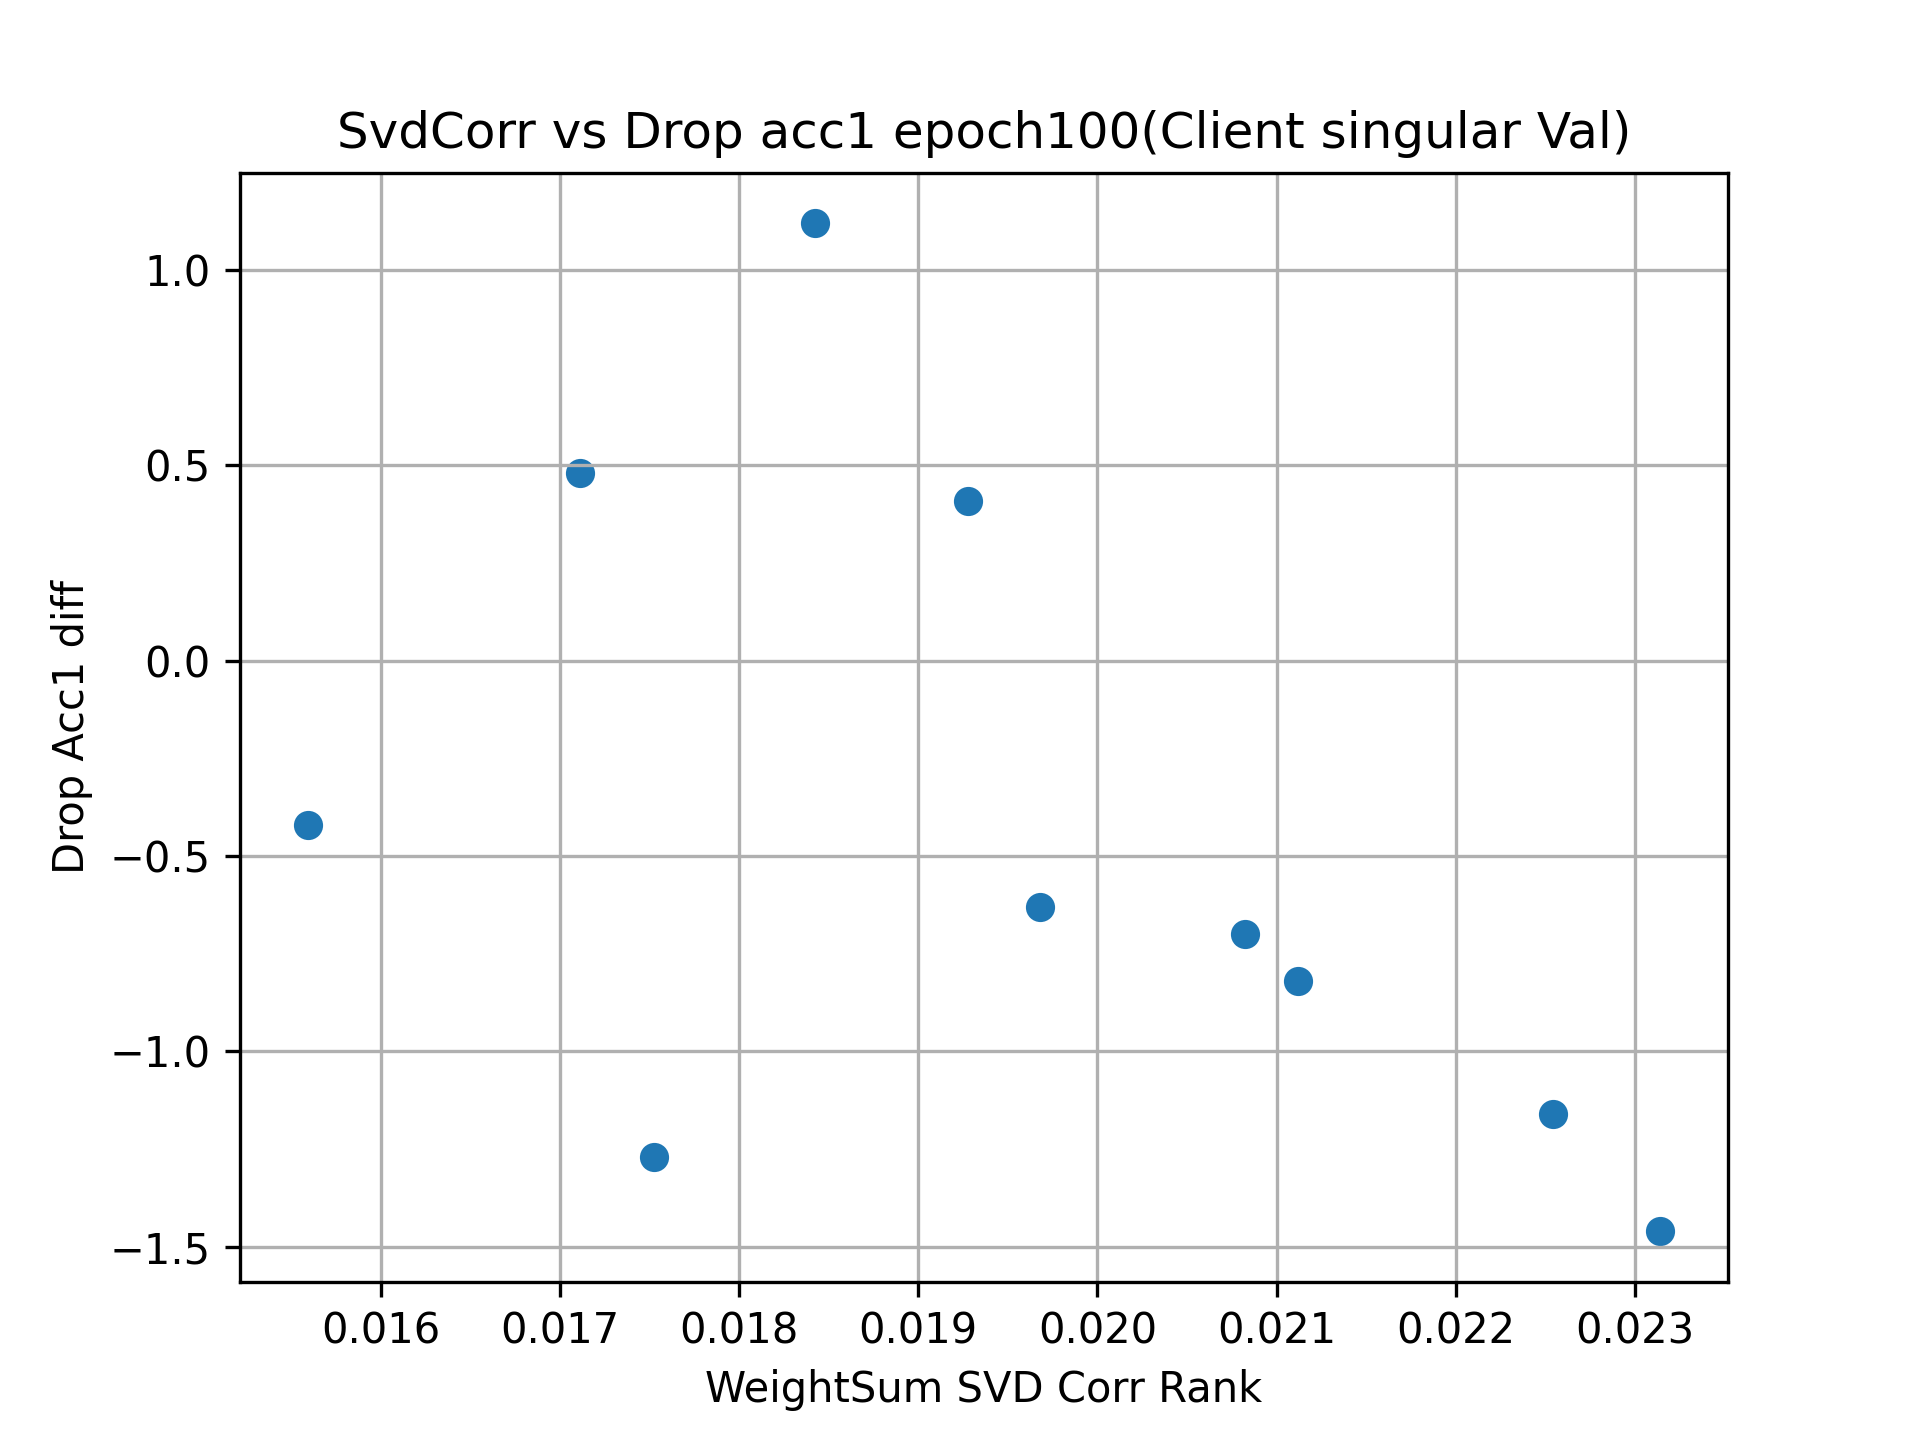 SvdCorr vs Drop acc1 epoch100(Client singular Val)
1.0
0.5
0.0
−0.5
−1.0
−1.5
Drop Acc1 diff
0.016 0.017 0.018 0.019 0.020 0.021 0.022 0.023
WeightSum SVD Corr Rank